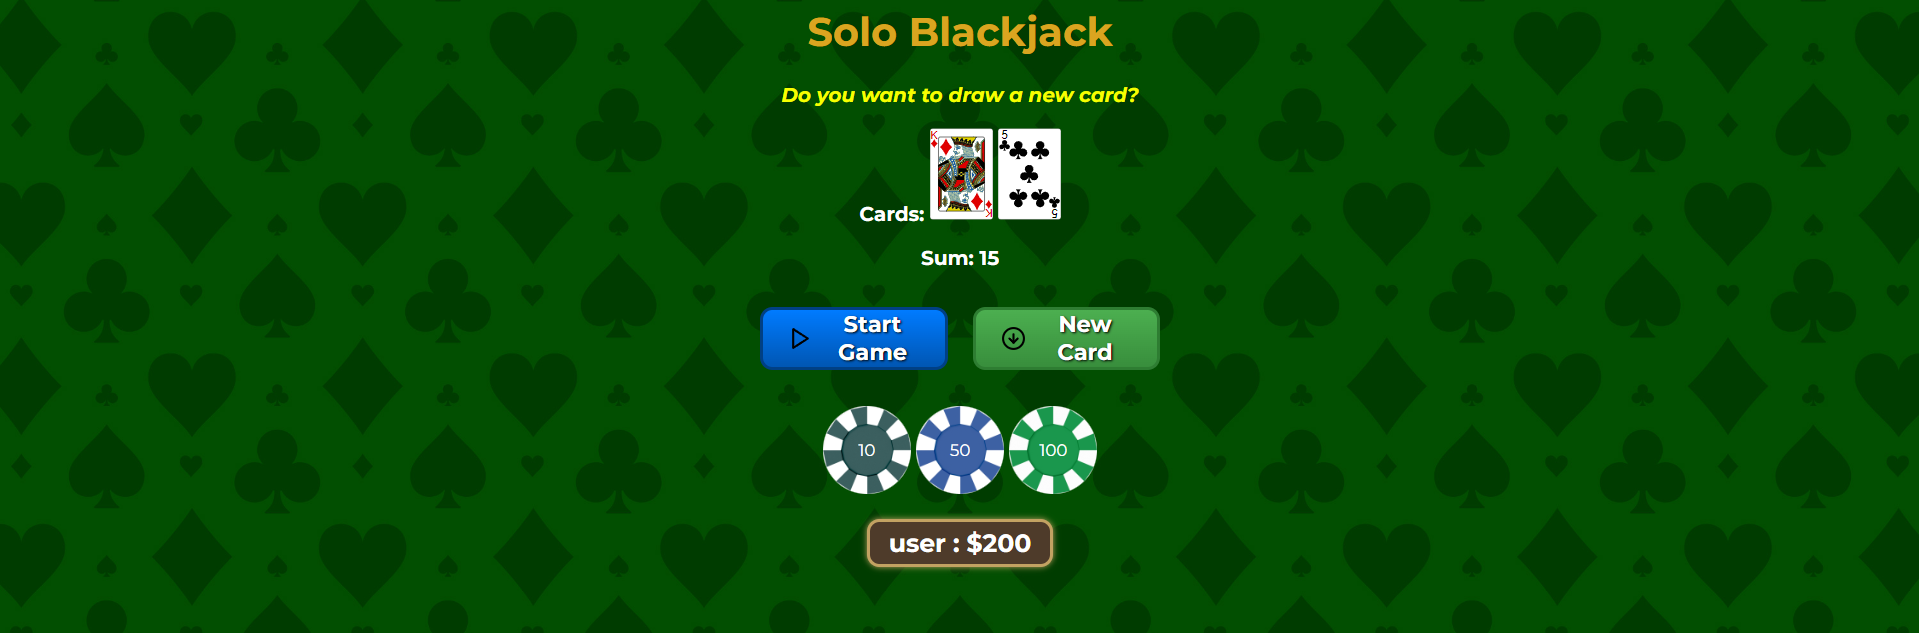 Solo Blackjack
Do you want to draw a new card?
K
K
5
5
Cards:
Sum: 15
Start
Game
New
Card
10
50
100
user : $200